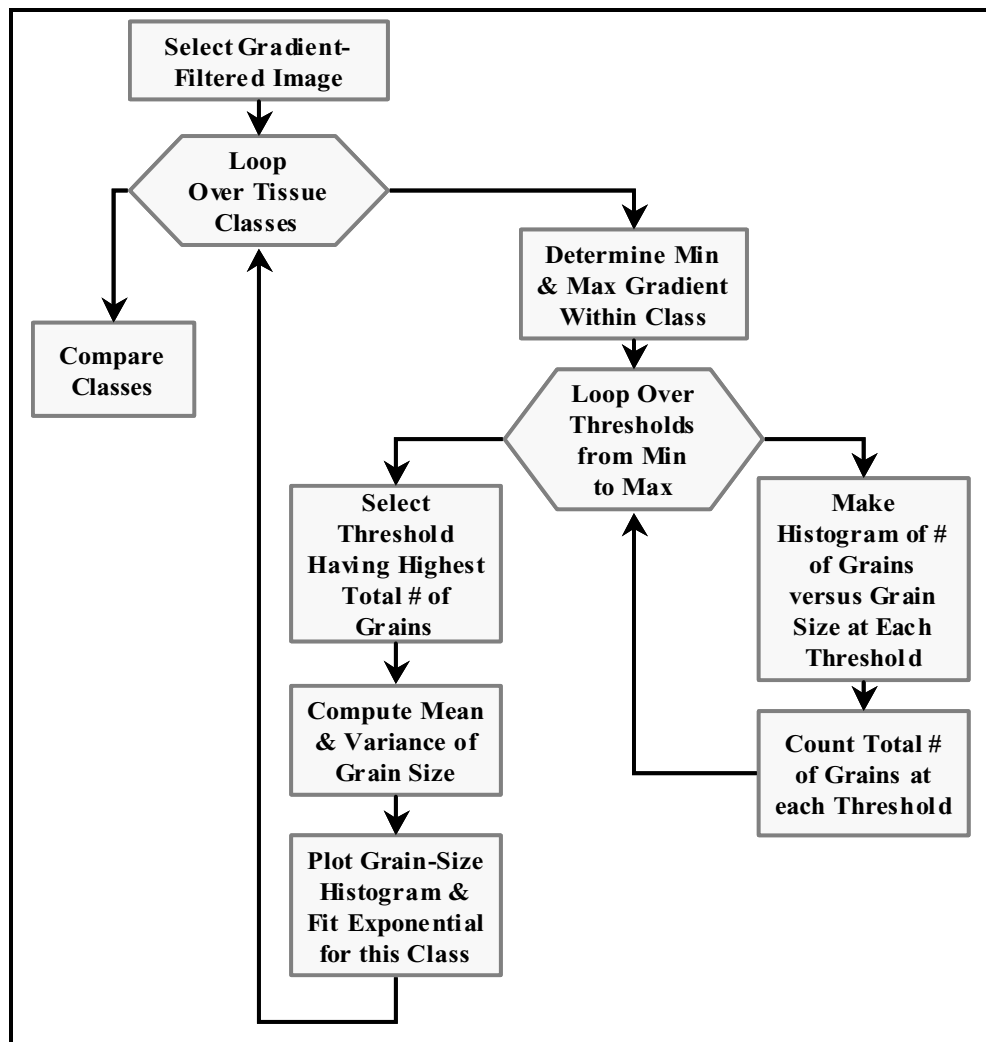 Select Gradient-
Filtered Image
Loop
Over Tissue
Classes
Compare
Classes
Determine Min
& Max Gradient
Within Class
Loop Over
Thresholds
from Min
to Max
Select
Threshold
Having Highest
Total # of
Grains
Compute Mean
& Variance of
Grain Size
Plot Grain-Size
Histogram &
Fit Exponential
for this Class
Make
Histogram of #
of Grains
versus Grain
Size at Each
Threshold
Count Total #
of Grains at
each Threshold